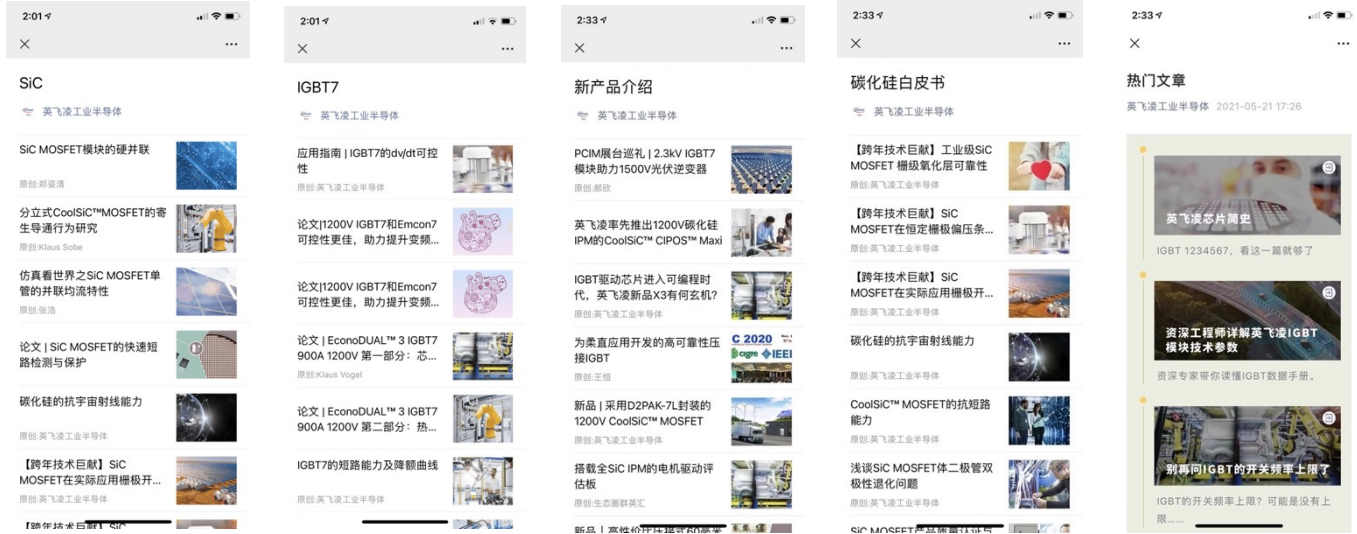 2:01
SiC
英飞凌工业半导体
SiC MOSFET模块的硬并联
原创:郑姿清
分立式CoolSiC™MOSFET的寄
生导通行为研究
原创:Klaus Sobe
仿真看世界之SiC MOSFET单
管的并联均流特性
原创:张浩
论文 | SiC MOSFET的快速短
路检测与保护
碳化硅的抗宇宙射线能力
原创:英飞凌工业半导体
【跨年技术巨献】SiC
MOSFET在实际应用栅极开...
原创:英飞凌工业半导体
【跨年技术巨献】SiC
2:01
IGBT7
英飞凌工业半导体
应用指南 | IGBT7的dv/dt可控
性
原创:英飞凌工业半导体
论文|1200V IGBT7和Emcon7
可控性更佳，助力提升变频...
论文|1200V IGBT7和Emcon7
可控性更佳，助力提升变频...
论文 | EconoDUAL™ 3 IGBT7
900A 1200V 第一部分：芯...
原创:Klaus Vogel
论文 | EconoDUAL™ 3 IGBT7
900A 1200V 第二部分：热...
IGBT7的短路能力及降额曲线
原创:英飞凌工业半导体
2:33
新产品介绍
英飞凌工业半导体
PCIM展台巡礼 | 2.3kV IGBT7
模块助力1500V光伏逆变器
原创:郝欣
英飞凌率先推出1200V碳化硅
IPM的CoolSiC™ CIPOS™ Maxi
IGBT驱动芯片进入可编程时
代，英飞凌新品X3有何玄机?
原创:英飞凌工业半导体
为柔直应用开发的高可靠性压
接IGBT
原创:王恒
C 2020
cigre IEEE
新品 | 采用D2PAK-7L封装的
1200V CoolSiC™ MOSFET
原创:英飞凌工业半导体
搭载全SiC IPM的电机驱动评
估板
原创:生态圈群英汇
新品 | 高性价比压接式60毫米
2:33
碳化硅白皮书
英飞凌工业半导体
【跨年技术巨献】工业级SiC
MOSFET 栅级氧化层可靠性
原创:英飞凌工业半导体
【跨年技术巨献】SiC
MOSFET在恒定栅极偏压条...
原创:英飞凌工业半导体
【跨年技术巨献】SiC
MOSFET在实际应用栅极开...
原创:英飞凌工业半导体
碳化硅的抗宇宙射线能力
原创:英飞凌工业半导体
CoolSiC™ MOSFET的抗短路
能力
原创:英飞凌工业半导体
浅谈SiC MOSFET体二极管双
极性退化问题
原创:英飞凌工业半导体
SiC MOSFET产品质量认证与
2:33
热门文章
英飞凌工业半导体 2021-05-21 17:26
英飞凌芯片简史
IGBT 1234567，看这一篇就够了
资深工程师详解英飞凌IGBT
模块技术参数
资深专家带你读懂IGBT数据手册。
别再问IGBT的开关频率上限了
IGBT的开关频率上限？可能是没有上
限......